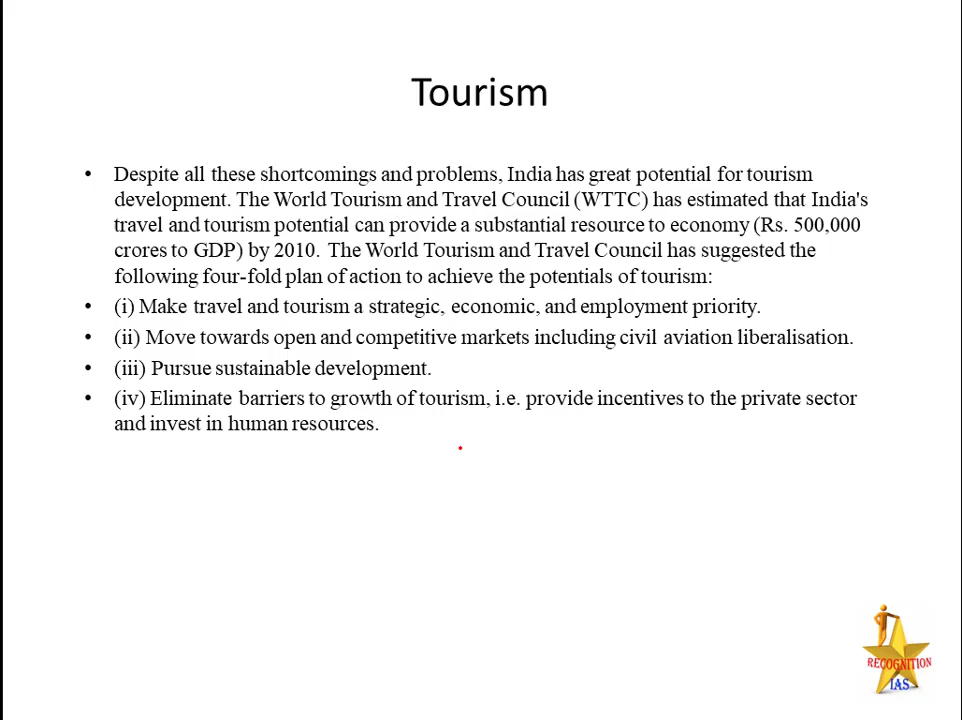 Tourism
• Despite all these shortcomings and problems, India has great potential for tourism
development. The World Tourism and Travel Council (WTTC) has estimated that India's
travel and tourism potential can provide a substantial resource to economy (Rs. 500,000
crores to GDP) by 2010. The World Tourism and Travel Council has suggested the
following four-fold plan of action to achieve the potentials of tourism:
• (i) Make travel and tourism a strategic, economic, and employment priority.
• (ii) Move towards open and competitive markets including civil aviation liberalisation.
• (iii) Pursue sustainable development.
• (iv) Eliminate barriers to growth of tourism, i.e. provide incentives to the private sector
and invest in human resources.
RECOGNITION
IAS